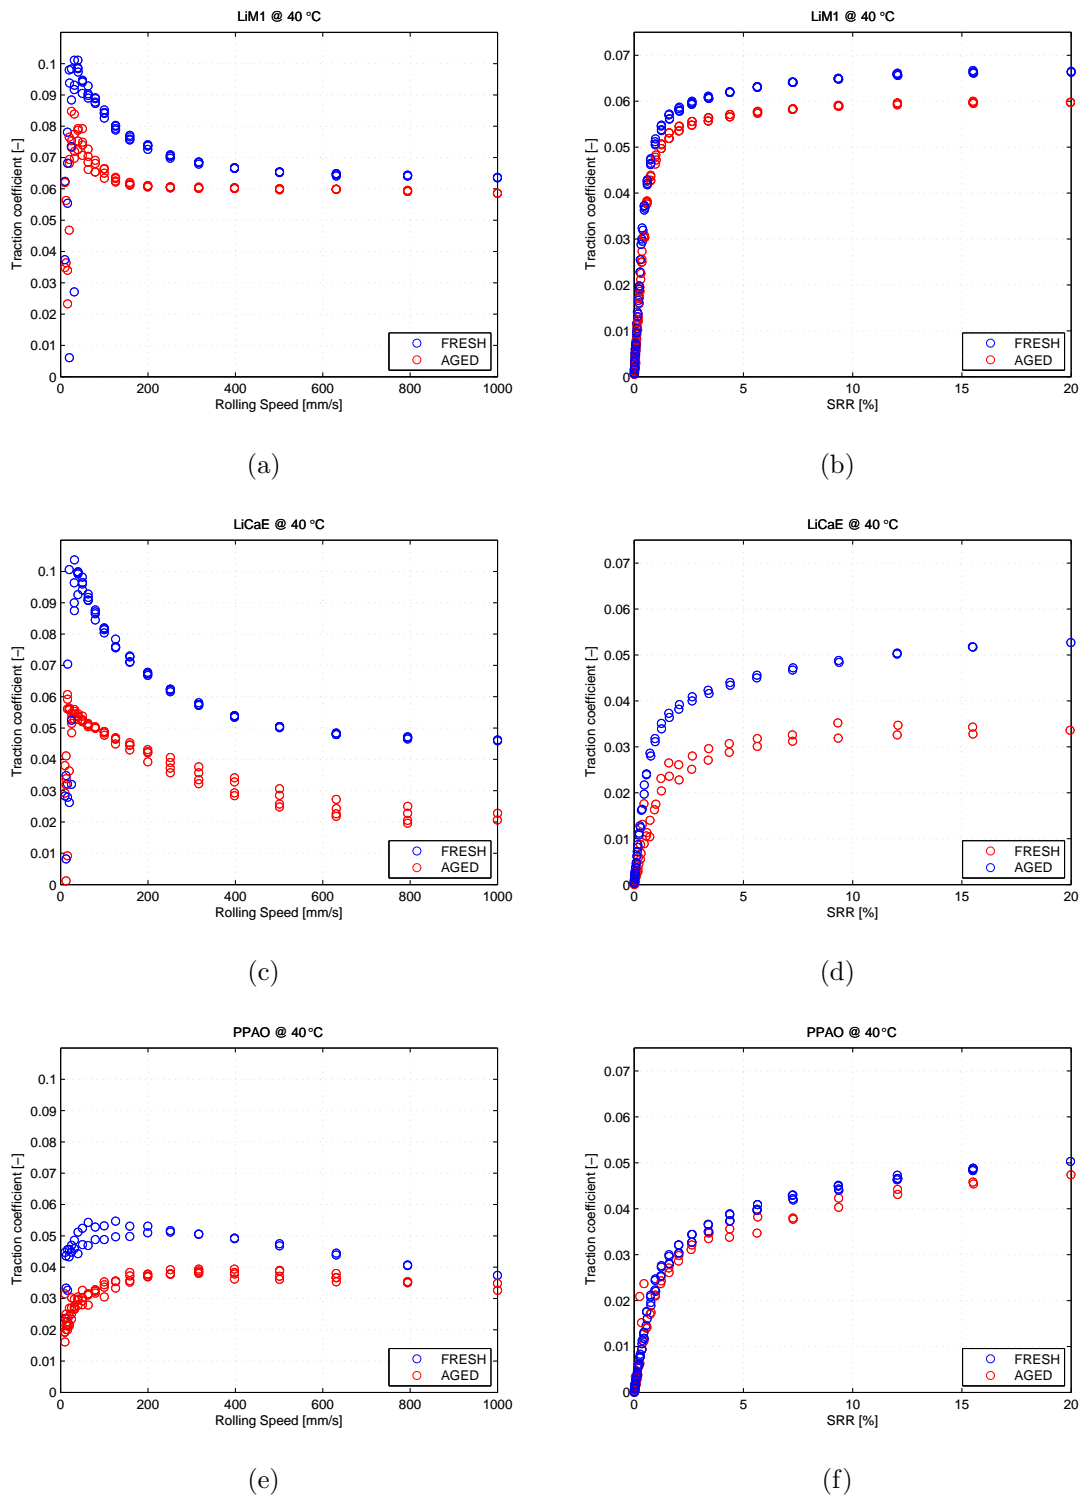 LiM1 @ 40 °C
0.1
0.09
0.08
0.07
0.06
0.05
0.04
0.03
0.02
0.01
0
Traction coefficient [−]
0 200 400 600 800 1000
Rolling Speed [mm/s]
FRESH
AGED
(a)
LiM1 @ 40 °C
0.07
0.06
0.05
0.04
0.03
0.02
0.01
0
Traction coefficient [−]
0 5 10 15 20
SRR [%]
FRESH
AGED
(b)
LiCaE @ 40 °C
0.1
0.09
0.08
0.07
0.06
0.05
0.04
0.03
0.02
0.01
0
Traction coefficient [−]
0 200 400 600 800 1000
Rolling Speed [mm/s]
FRESH
AGED
(c)
LiCaE @ 40 °C
0.07
0.06
0.05
0.04
0.03
0.02
0.01
0
Traction coefficient [−]
0 5 10 15 20
SRR [%]
FRESH
AGED
(d)
PPAO @ 40 °C
0.1
0.09
0.08
0.07
0.06
0.05
0.04
0.03
0.02
0.01
0
Traction coefficient [−]
0 200 400 600 800 1000
Rolling Speed [mm/s]
FRESH
AGED
(e)
PPAO @ 40 °C
0.07
0.06
0.05
0.04
0.03
0.02
0.01
0
Traction coefficient [−]
0 5 10 15 20
SRR [%]
FRESH
AGED
(f)